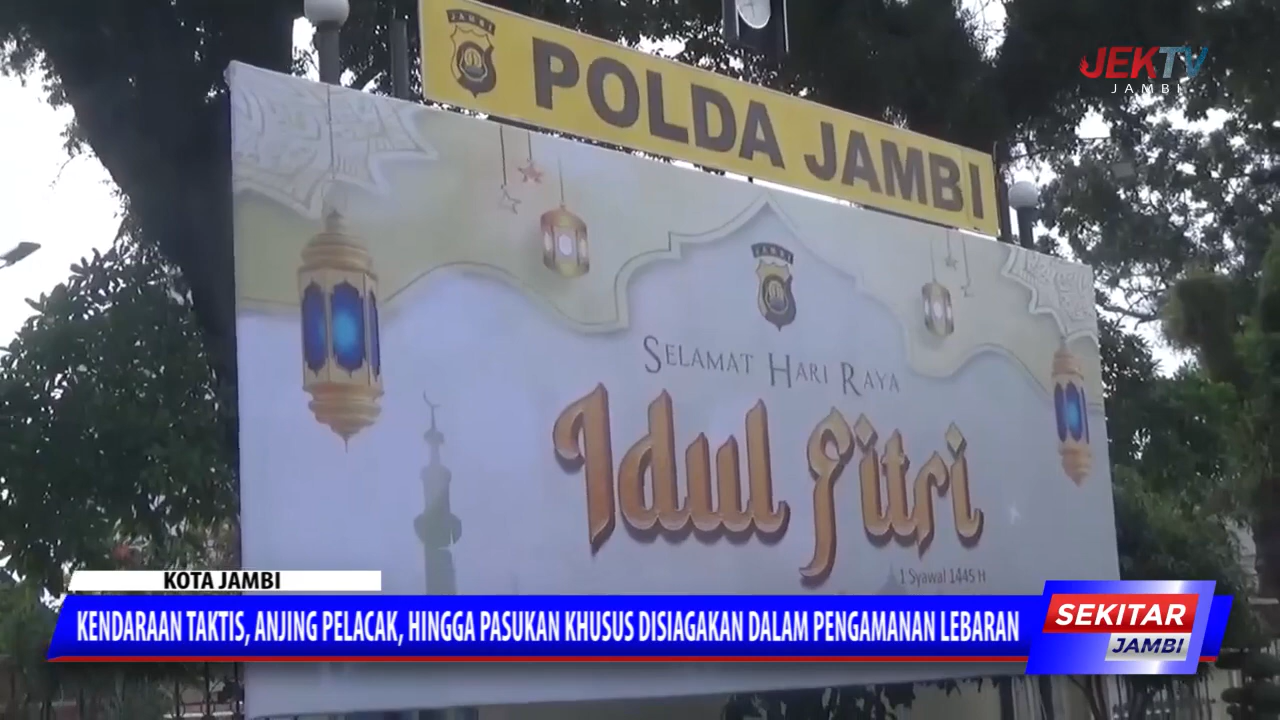 JAMBI
POLDA JAMBI
JEKTV
JAMBI
JAMBI
SELAMAT HARI RAYA
Idul Fitri
1 Syawal 1445 H
KOTA JAMBI
KENDARAAN TAKTIS, ANJING PELACAK, HINGGA PASUKAN KHUSUS DISIAGAKAN DALAM PENGAMANAN LEBARAN
SEKITAR
JAMBI